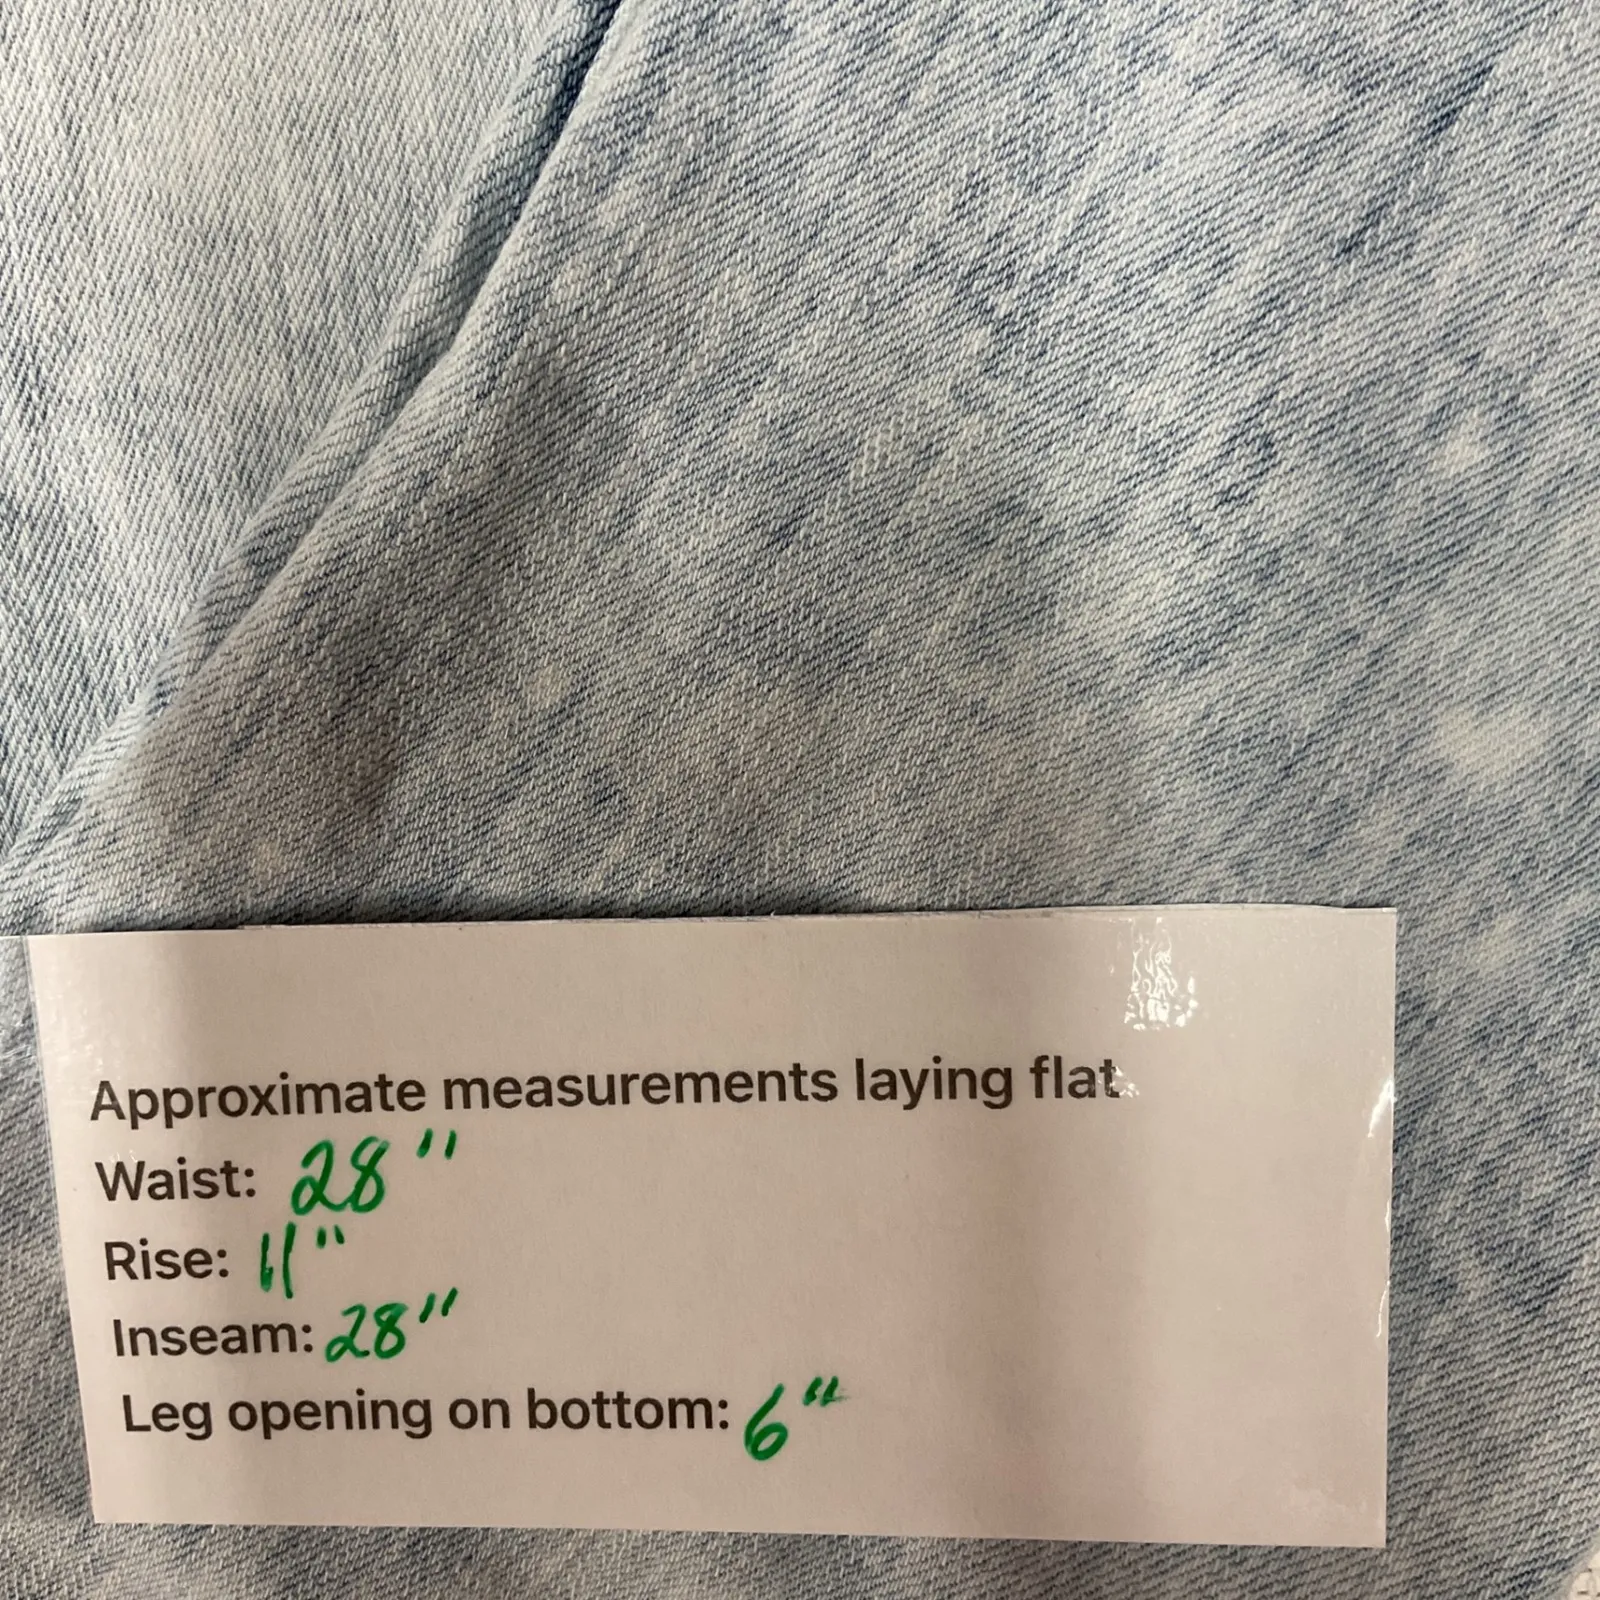 Approximate measurements laying flat
Waist: 28"
Rise: 11"
Inseam: 28"
Leg opening on bottom: 6"